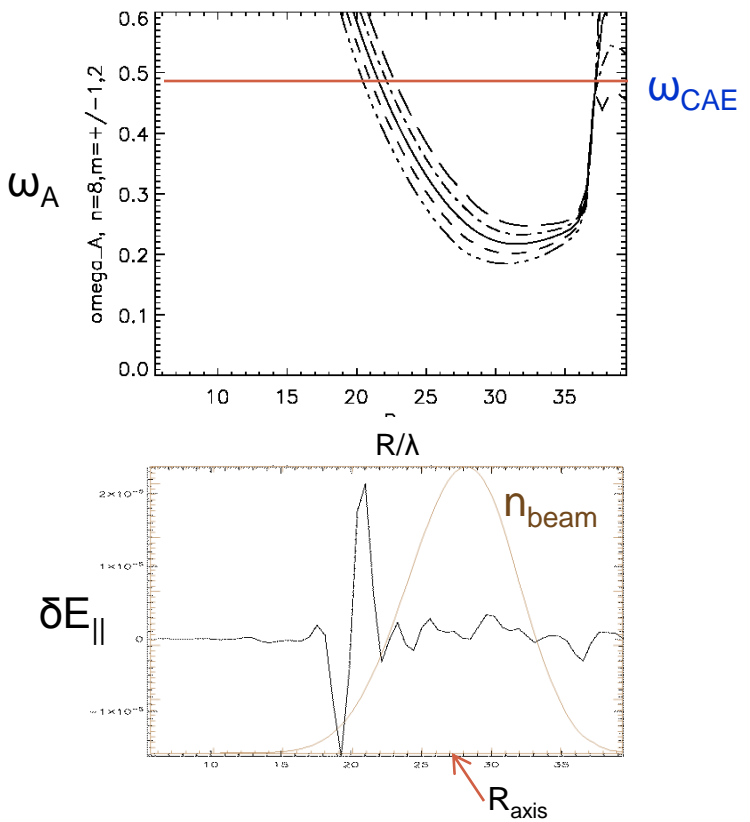 0.6
0.5
0.4
0.3
0.2
0.1
0.0
ω_A
omega_A, n=8,m=+/−1,2
ω_CAE
10 15 20 25 30 35
R/λ
2×10⁻⁵
1×10⁻⁵
0
−1×10⁻⁵
δE_||
n_beam
10 15 20 25 30 35
R_axis